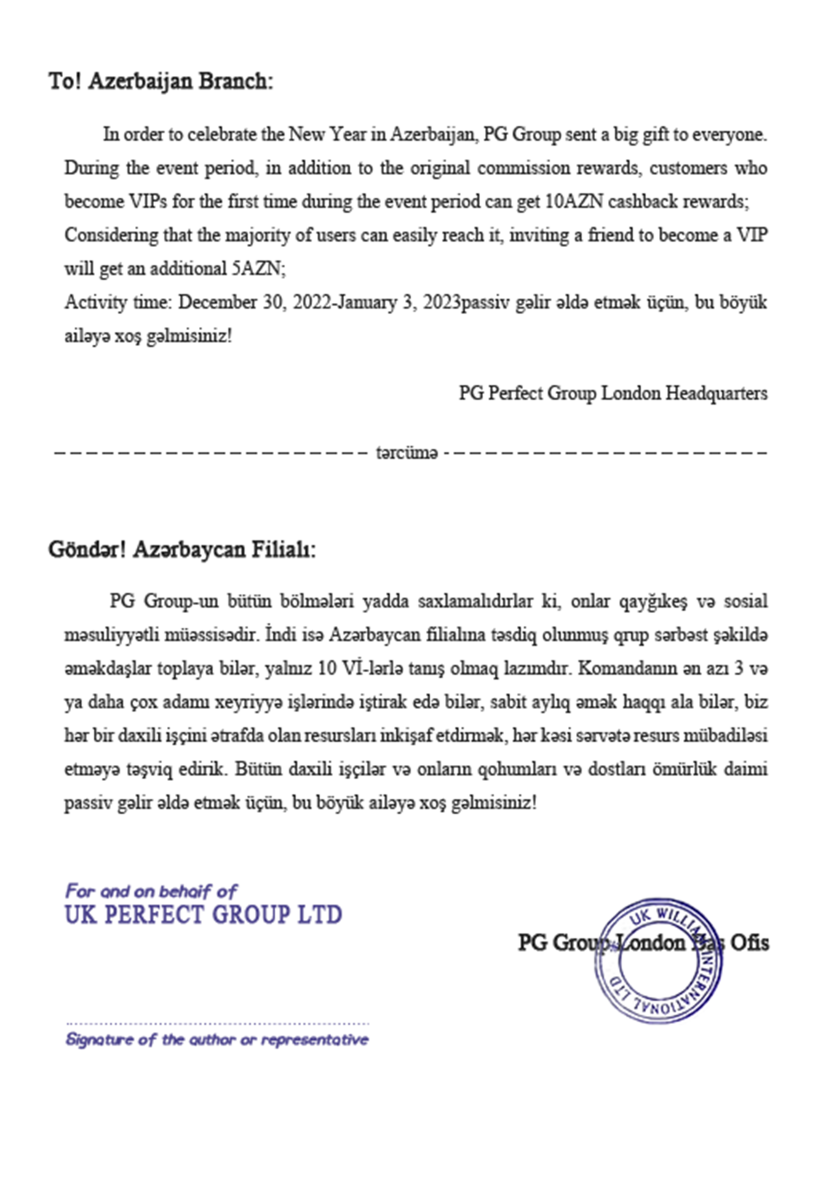 To! Azerbaijan Branch:
In order to celebrate the New Year in Azerbaijan, PG Group sent a big gift to everyone.
During the event period, in addition to the original commission rewards, customers who
become VIPs for the first time during the event period can get 10AZN cashback rewards;
Considering that the majority of users can easily reach it, inviting a friend to become a VIP
will get an additional 5AZN;
Activity time: December 30, 2022-January 3, 2023passiv gəlir əldə etmək üçün, bu böyük
ailəyə xoş gəlmisiniz!
PG Perfect Group London Headquarters
tərcümə
Göndər! Azərbaycan Filialı:
PG Group-un bütün bölmələri yadda saxlamalıdırlar ki, onlar qayğıkeş və sosial
məsuliyyətli müəssisədir. İndi isə Azərbaycan filialına təsdiq olunmuş qrup sərbəst şəkildə
əməkdaşlar toplaya bilər, yalnız 10 Vİ-lərlə tanış olmaq lazımdır. Komandanın ən azı 3 və
ya daha çox adamı xeyriyyə işlərində iştirak edə bilər, sabit aylıq əmək haqqı ala bilər, biz
hər bir daxili işçini ətrafda olan resursları inkişaf etdirmək, hər kəsi sərvətə resurs mübadiləsi
etməyə təşviq edirik. Bütün daxili işçilər və onların qohumları və dostları ömürlük daimi
passiv gəlir əldə etmək üçün, bu böyük ailəyə xoş gəlmisiniz!
For and on behaif of
UK PERFECT GROUP LTD
PG Group London Baş Ofis
UK WILLIAM INTERNATIONAL LTD
Signature of the author or representative